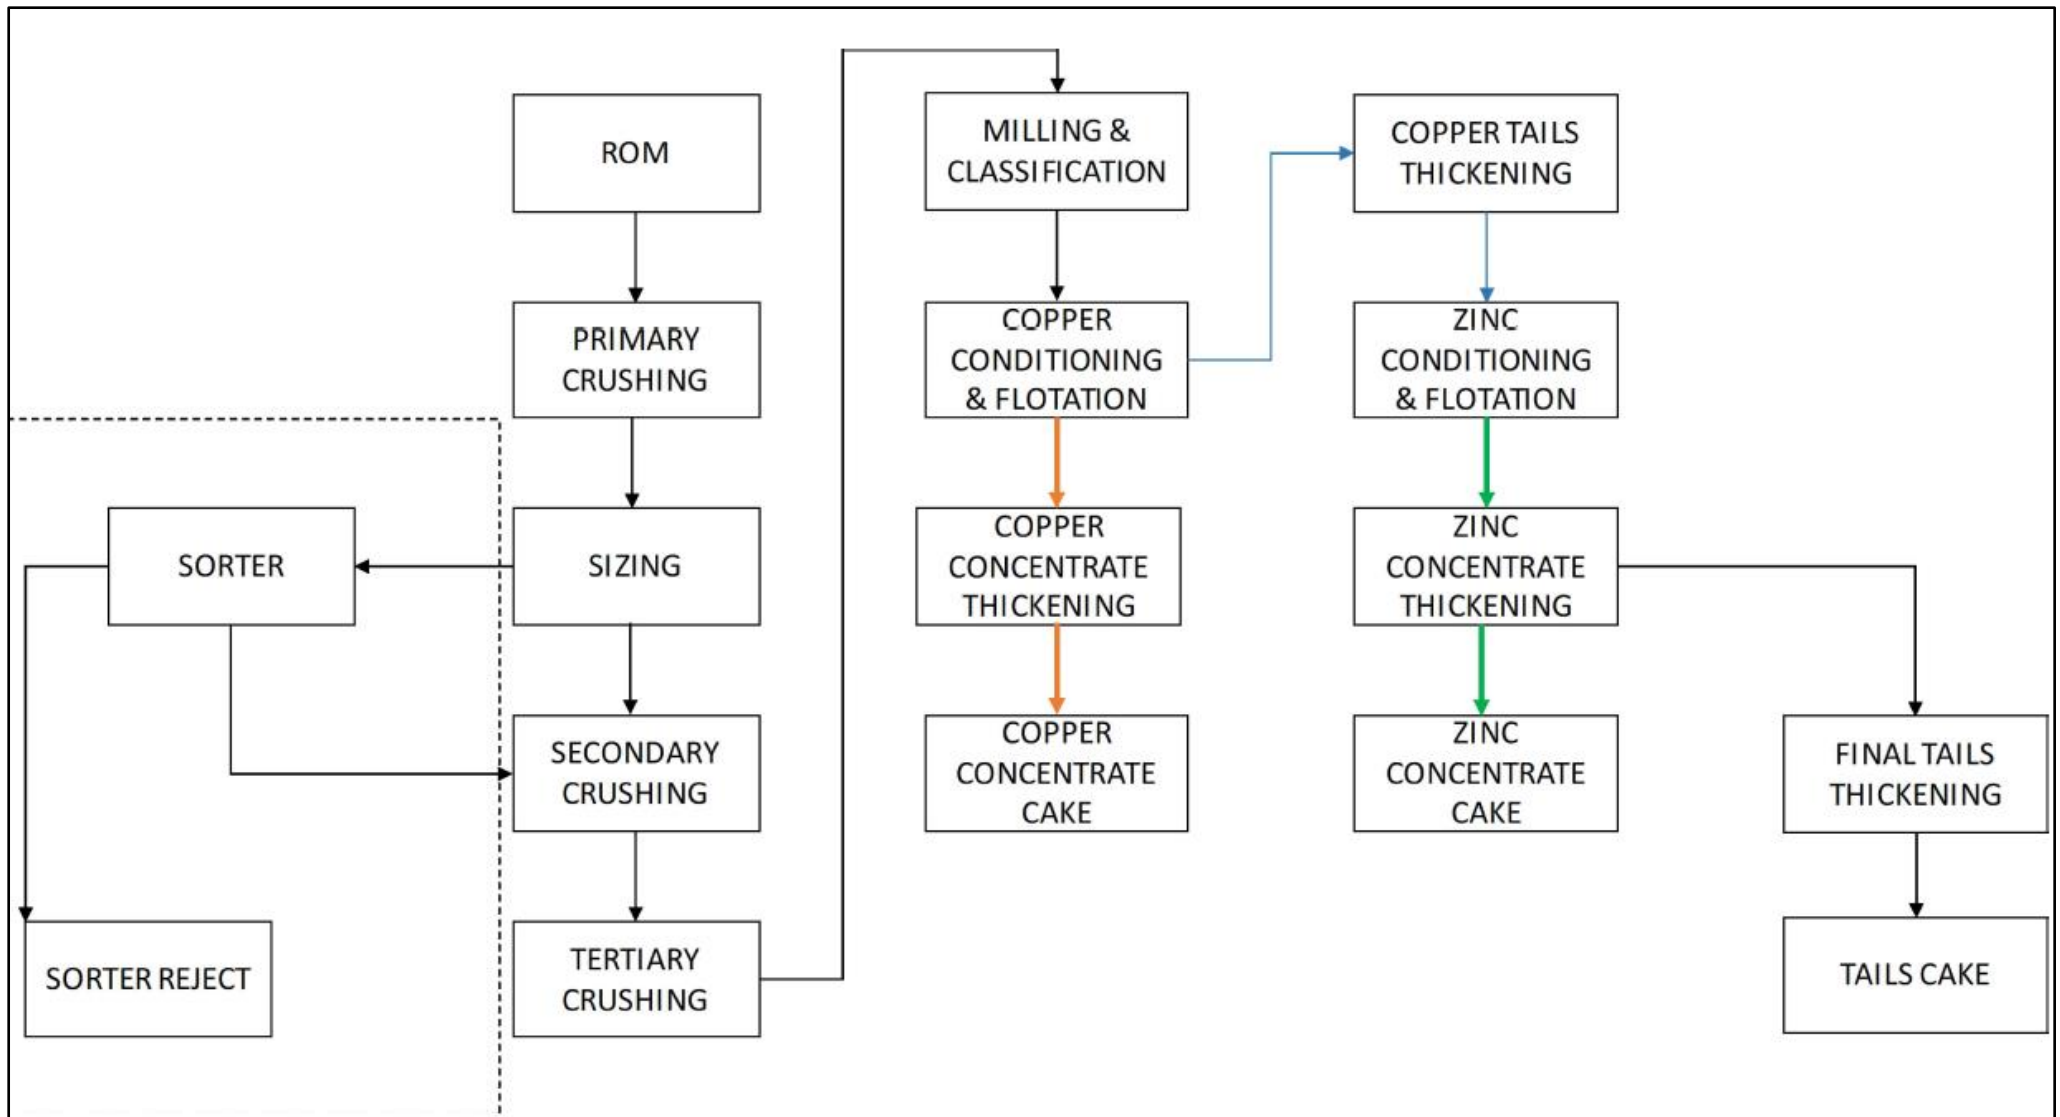 ROM
PRIMARY
CRUSHING
SORTER
SIZING
SECONDARY
CRUSHING
SORTER REJECT
TERTIARY
CRUSHING
MILLING &
CLASSIFICATION
COPPER
CONDITIONING
& FLOTATION
COPPER
CONCENTRATE
THICKENING
COPPER
CONCENTRATE
CAKE
COPPER TAILS
THICKENING
ZINC
CONDITIONING
& FLOTATION
ZINC
CONCENTRATE
THICKENING
ZINC
CONCENTRATE
CAKE
FINAL TAILS
THICKENING
TAILS CAKE